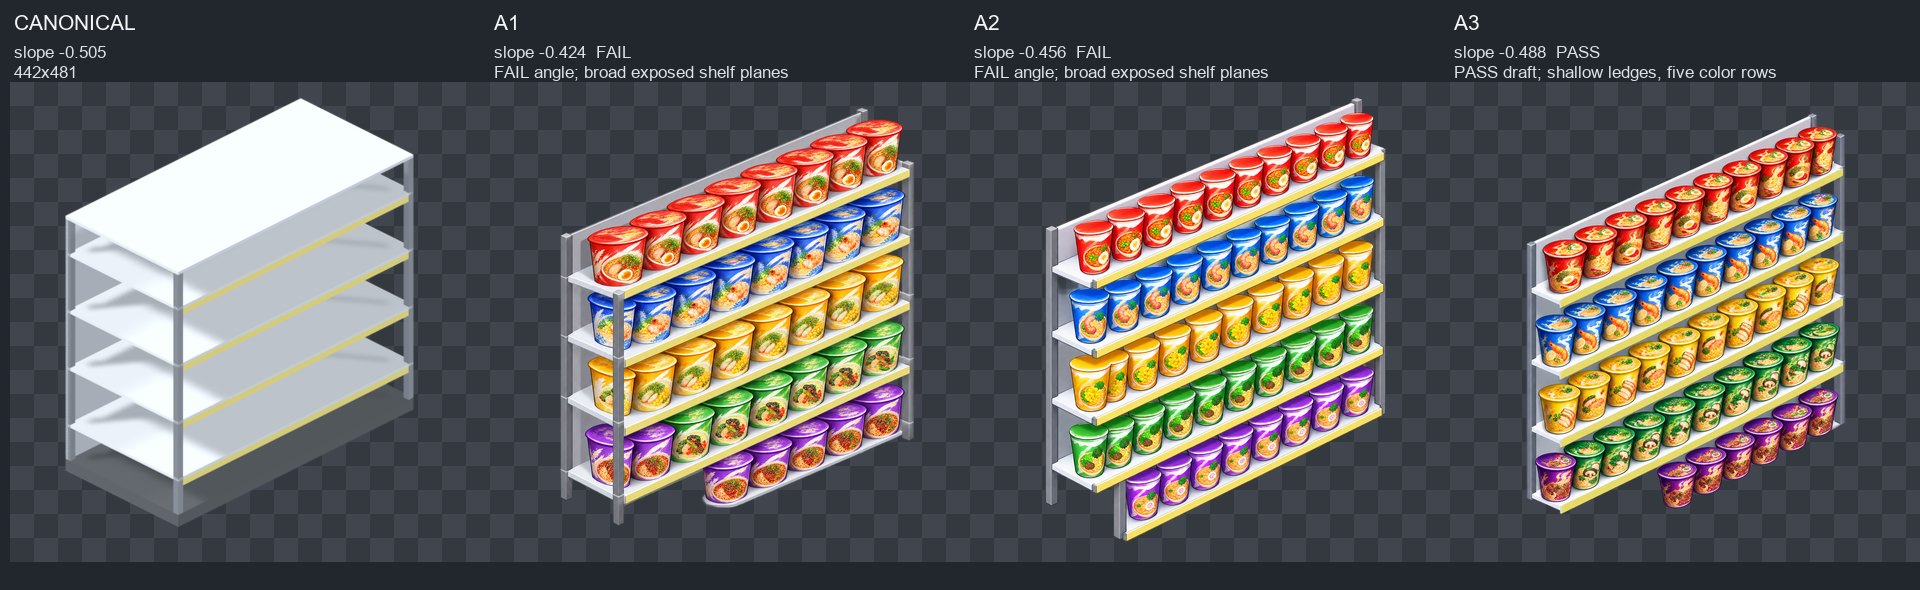 CANONICAL
slope -0.505
442x481
A1
slope -0.424  FAIL
FAIL angle; broad exposed shelf planes
A2
slope -0.456  FAIL
FAIL angle; broad exposed shelf planes
A3
slope -0.488  PASS
PASS draft; shallow ledges, five color rows